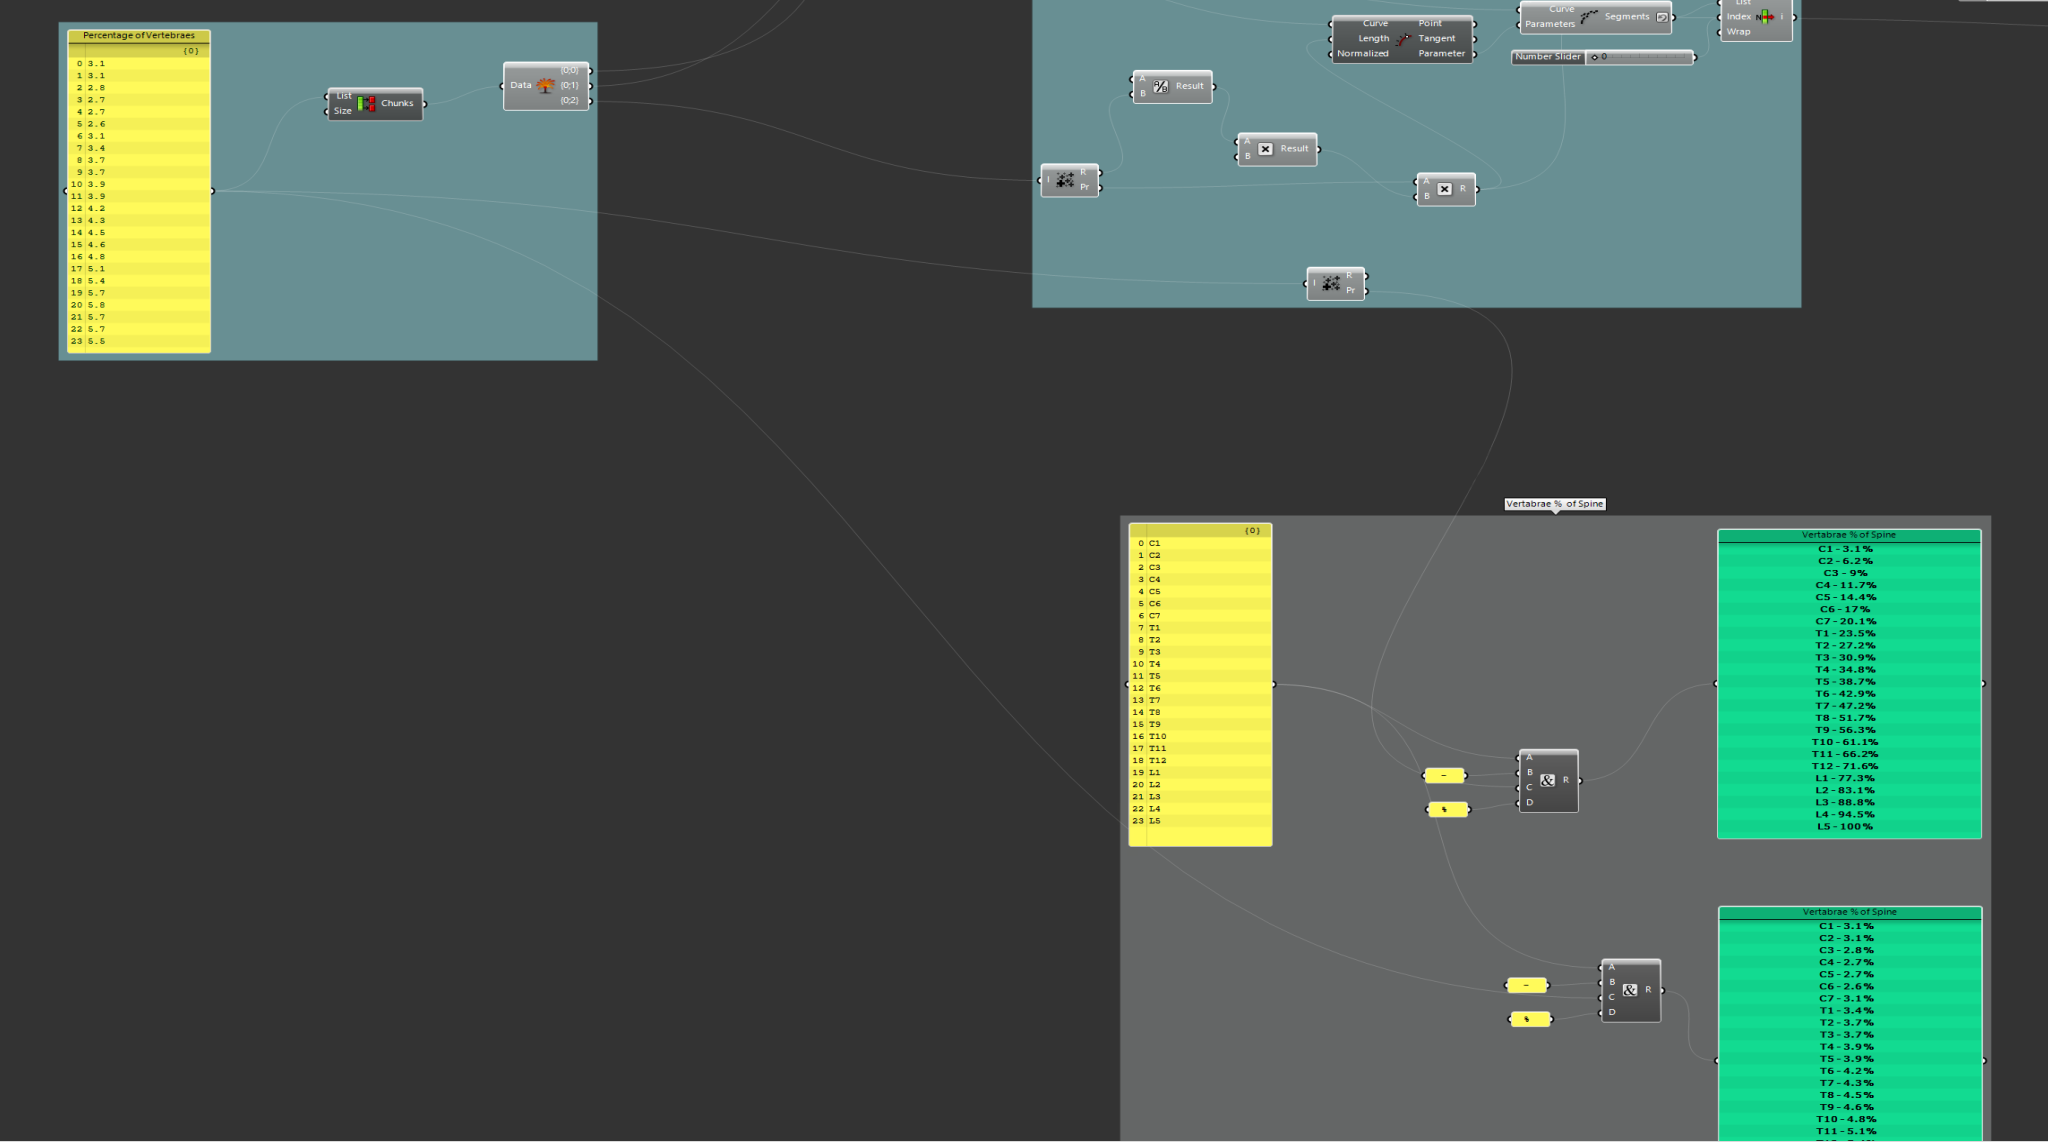 Percentage of Vertebraes
{0}
0 3.1
1 3.1
2 2.8
3 2.7
4 2.7
5 2.6
6 3.1
7 3.4
8 3.7
9 3.7
10 3.9
11 3.9
12 4.2
13 4.3
14 4.5
15 4.6
16 4.8
17 5.1
18 5.4
19 5.7
20 5.8
21 5.7
22 5.7
23 5.5
List
Size
Chunks
Data
{0;0}
{0;1}
{0;2}
Curve Point
Length Tangent
Normalized Parameter
Curve
Parameters
Segments
List
Index
Wrap
N
i
Number Slider 0
A
B
A/B
Result
A
B
Result
I
R
Pr
A
B
R
I
R
Pr
Vertabrae % of Spine
{0}
0 C1
1 C2
2 C3
3 C4
4 C5
5 C6
6 C7
7 T1
8 T2
9 T3
10 T4
11 T5
12 T6
13 T7
14 T8
15 T9
16 T10
17 T11
18 T12
19 L1
20 L2
21 L3
22 L4
23 L5
-
%
A
B
C
D
&
R
Vertabrae % of Spine
C1 - 3.1%
C2 - 6.2%
C3 - 9%
C4 - 11.7%
C5 - 14.4%
C6 - 17%
C7 - 20.1%
T1 - 23.5%
T2 - 27.2%
T3 - 30.9%
T4 - 34.8%
T5 - 38.7%
T6 - 42.9%
T7 - 47.2%
T8 - 51.7%
T9 - 56.3%
T10 - 61.1%
T11 - 66.2%
T12 - 71.6%
L1 - 77.3%
L2 - 83.1%
L3 - 88.8%
L4 - 94.5%
L5 - 100%
-
%
A
B
C
D
&
R
Vertabrae % of Spine
C1 - 3.1%
C2 - 3.1%
C3 - 2.8%
C4 - 2.7%
C5 - 2.7%
C6 - 2.6%
C7 - 3.1%
T1 - 3.4%
T2 - 3.7%
T3 - 3.7%
T4 - 3.9%
T5 - 3.9%
T6 - 4.2%
T7 - 4.3%
T8 - 4.5%
T9 - 4.6%
T10 - 4.8%
T11 - 5.1%